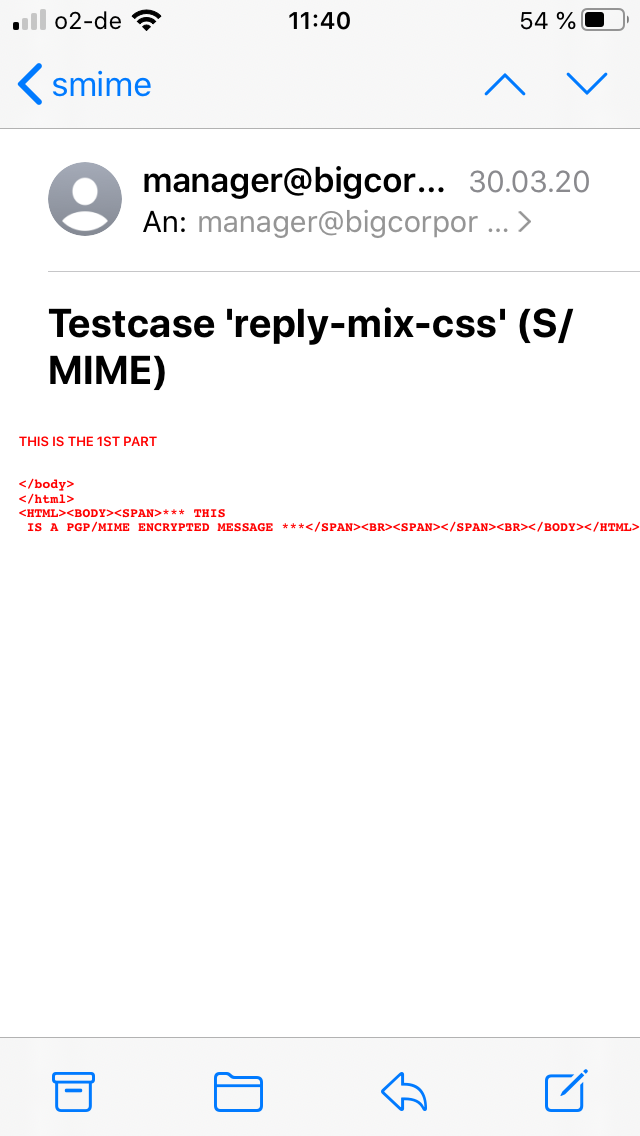 o2-de 11:40 54 %
smime
manager@bigcor... 30.03.20
An: manager@bigcorpor ...
Testcase 'reply-mix-css' (S/
MIME)
THIS IS THE 1ST PART
</body>
</html>
<HTML><BODY><SPAN>*** THIS
IS A PGP/MIME ENCRYPTED MESSAGE ***</SPAN><BR><SPAN></SPAN><BR></BODY></HTML>